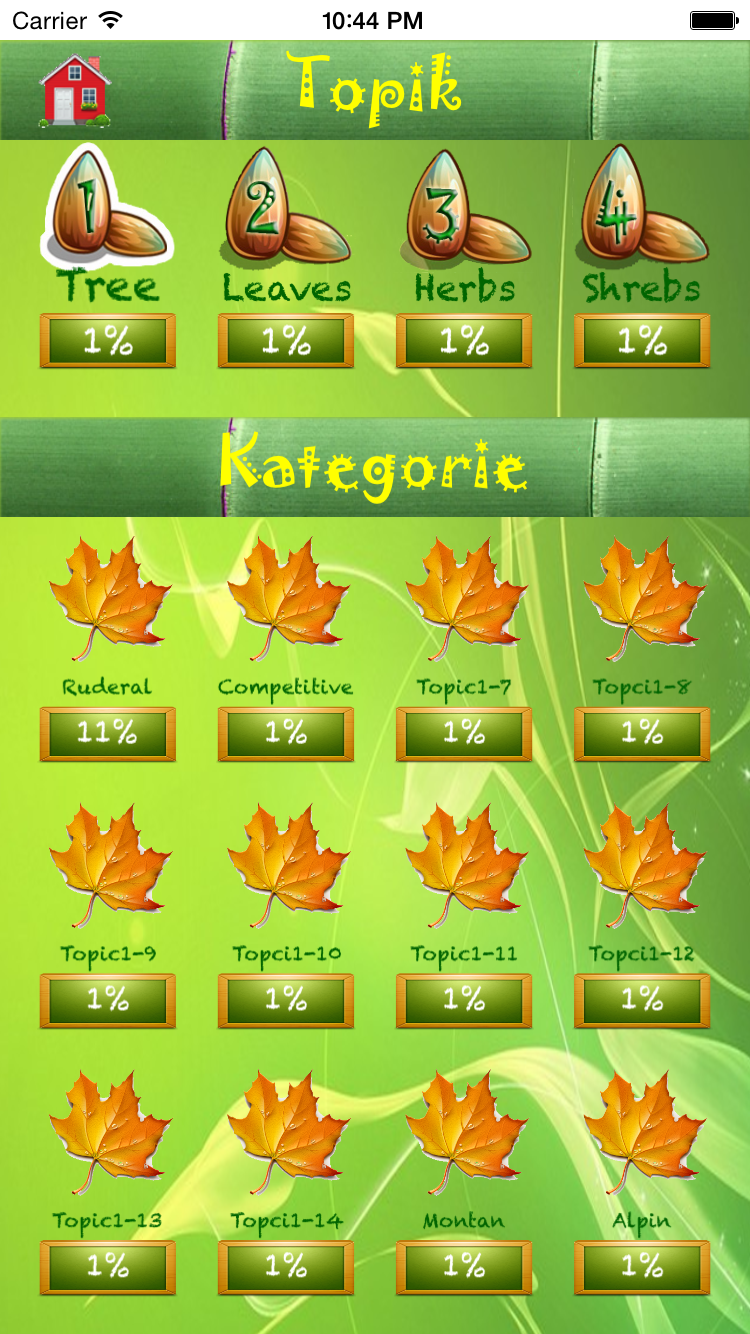 Carrier 10:44 PM
Topik
1 2 3 4
Tree Leaves Herbs Shrebs
1% 1% 1% 1%
Kategorie
Ruderal Competitive Topic1-7 Topci1-8
11% 1% 1% 1%
Topic1-9 Topci1-10 Topic1-11 Topci1-12
1% 1% 1% 1%
Topic1-13 Topci1-14 Montan Alpin
1% 1% 1% 1%